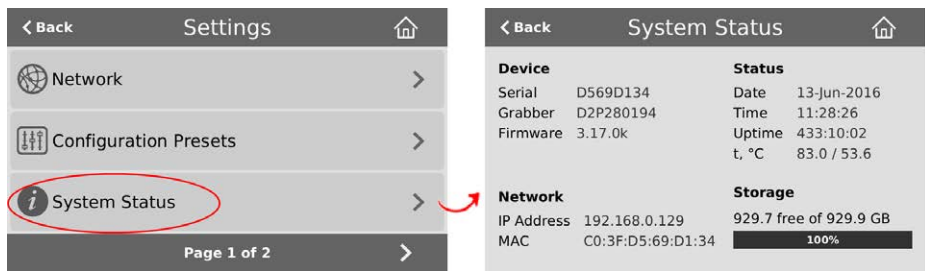 Back Settings
Network
Configuration Presets
i System Status
Page 1 of 2
Back System Status
Device
Serial D569D134
Grabber D2P280194
Firmware 3.17.0k
Status
Date 13-Jun-2016
Time 11:28:26
Uptime 433:10:02
t, °C 83.0 / 53.6
Network
IP Address 192.168.0.129
MAC C0:3F:D5:69:D1:34
Storage
929.7 free of 929.9 GB
100%